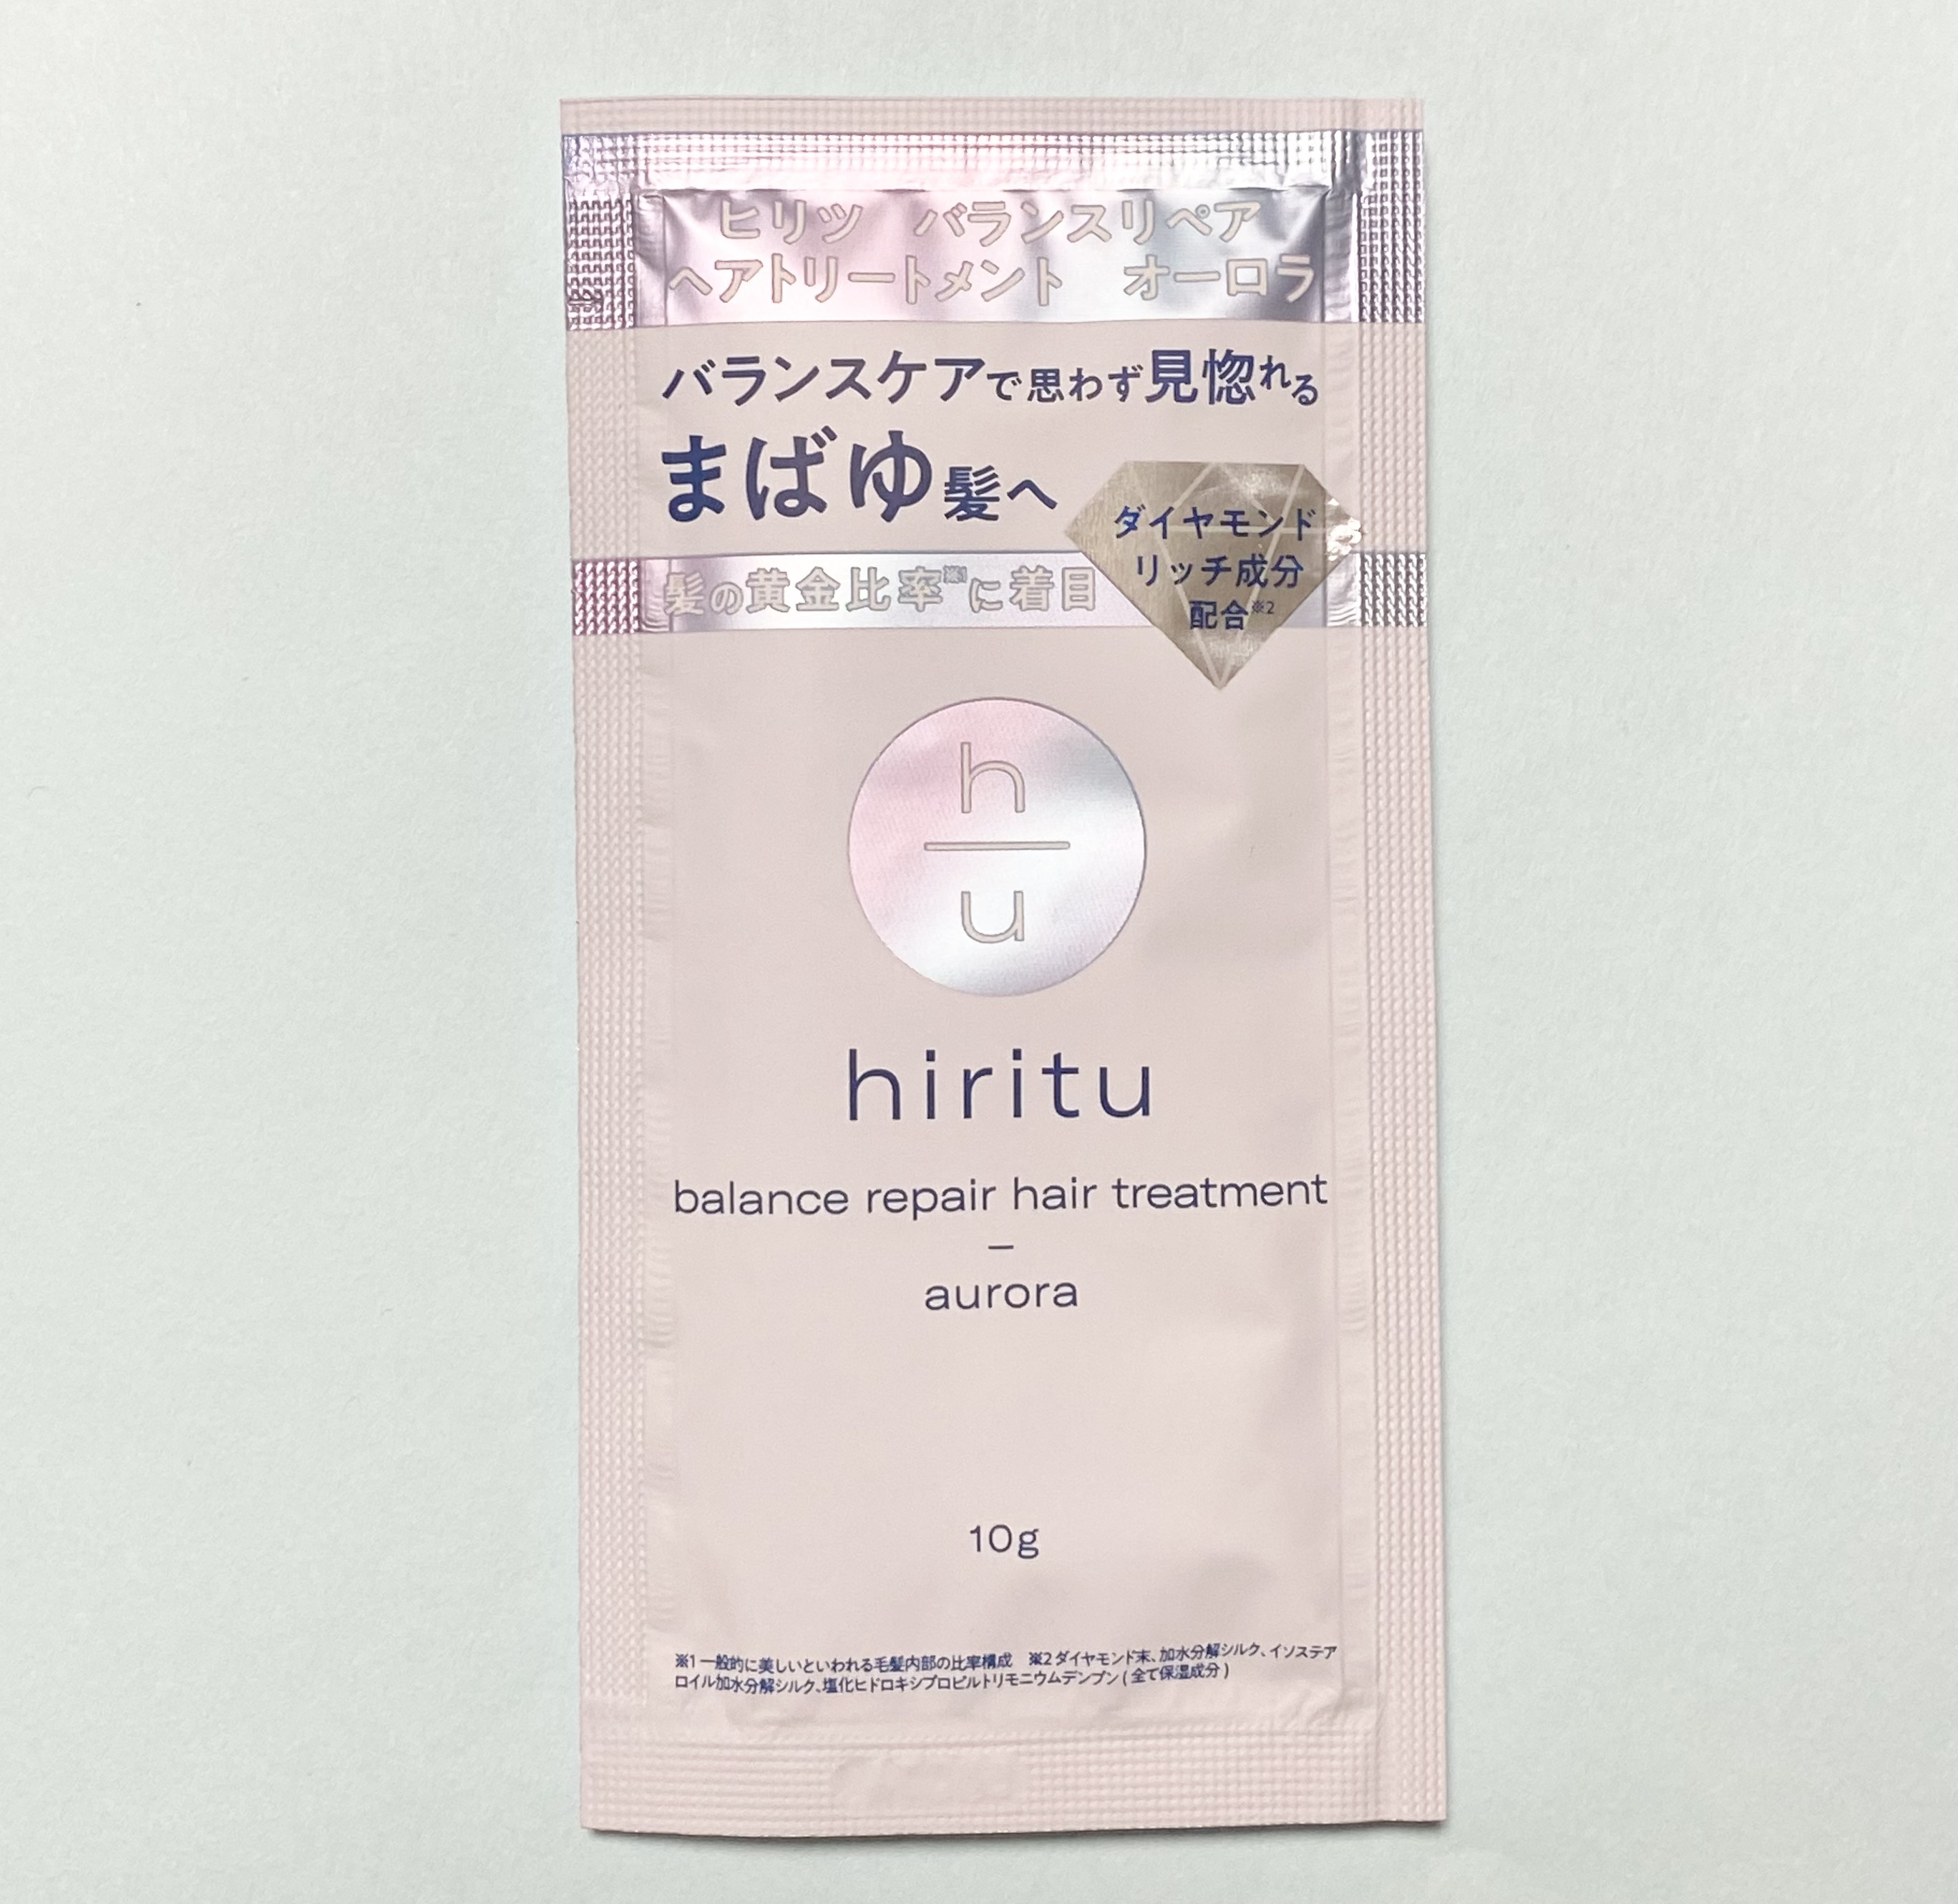 ヒリツ バランスリペア
ヘアトリートメント オーロラ
バランスケアで思わず見惚れる
まばゆ髪へ
髪の黄金比率※1に着目
ダイヤモンド
リッチ成分
配合※2
h
u
hiritu
balance repair hair treatment
–
aurora
10g
※1 一般的に美しいといわれる毛髪内部の比率構成 ※2 ダイヤモンド末、加水分解シルク、イソステア
ロイル加水分解シルク、塩化ヒドロキシプロピルトリモニウムデンプン ( 全て保湿成分 )